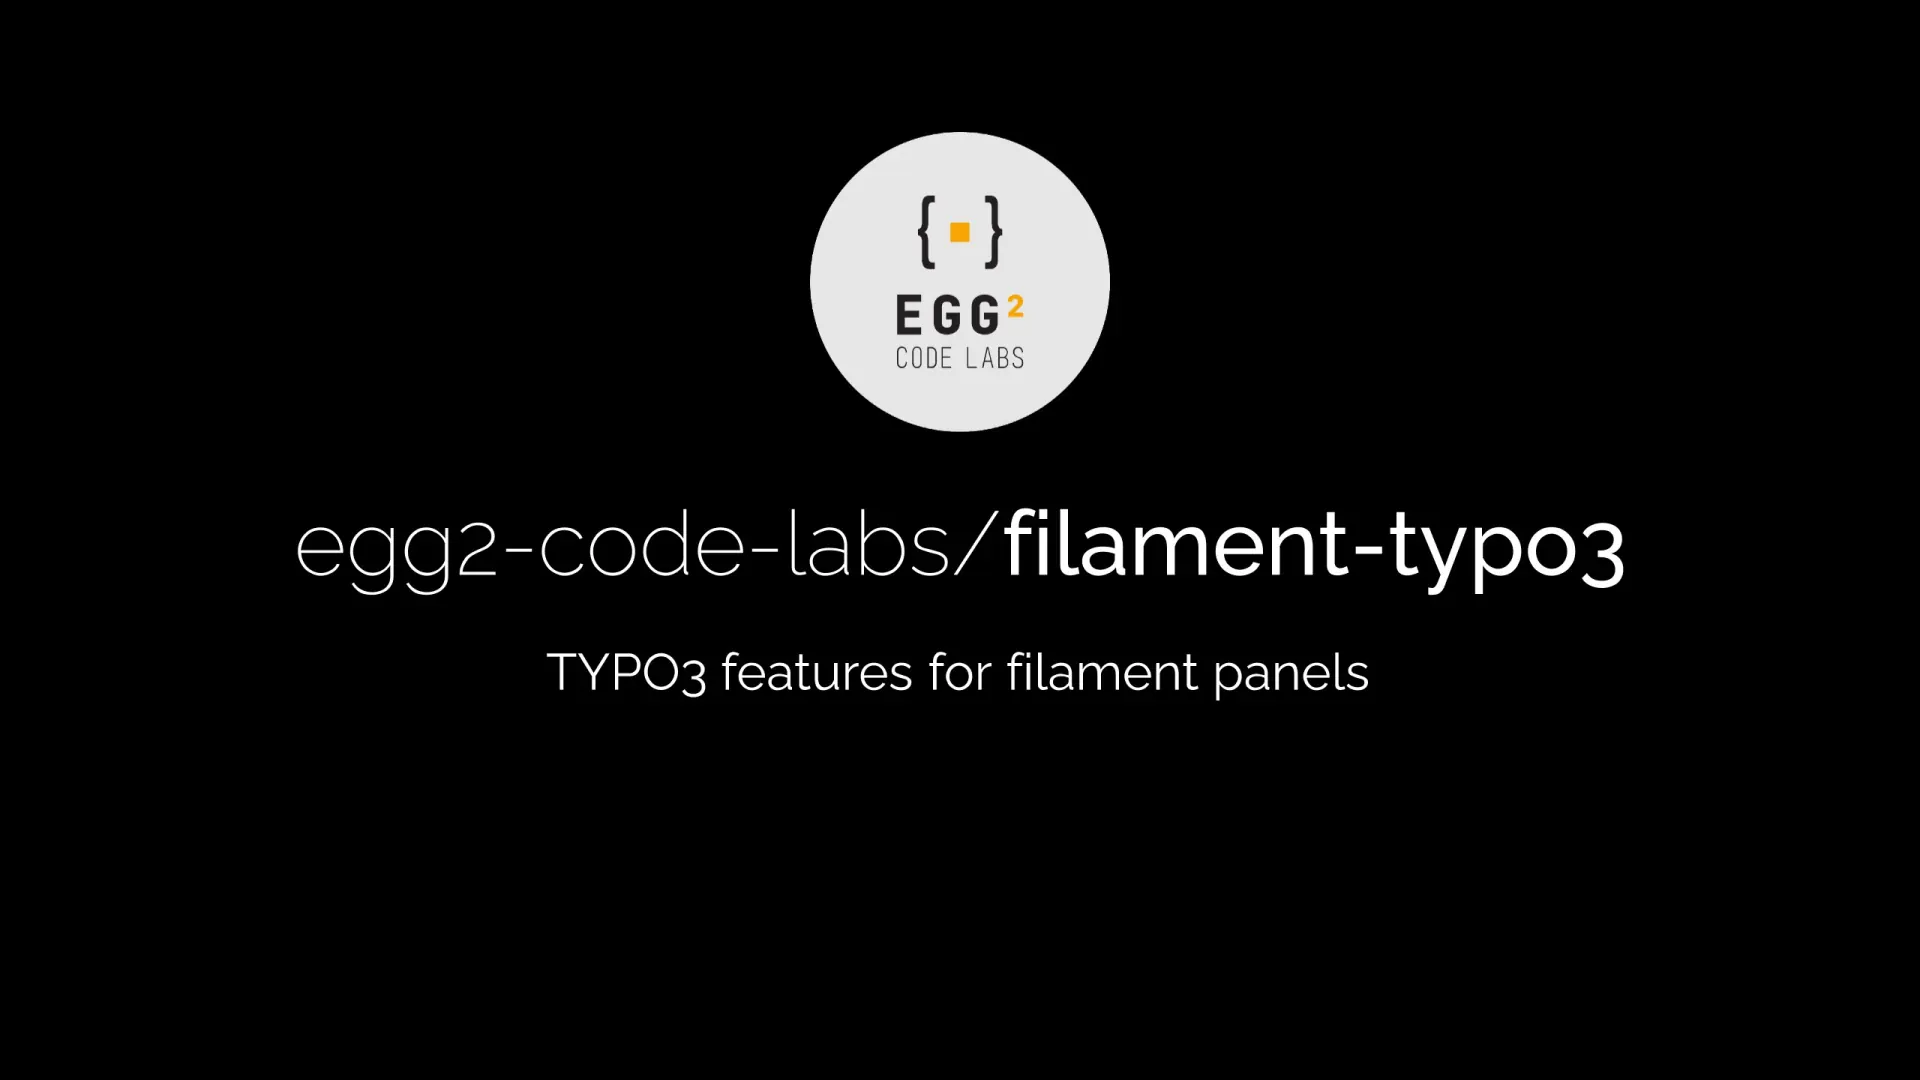 {▪}
EGG²
CODE LABS
egg2-code-labs/filament-typo3
TYPO3 features for filament panels